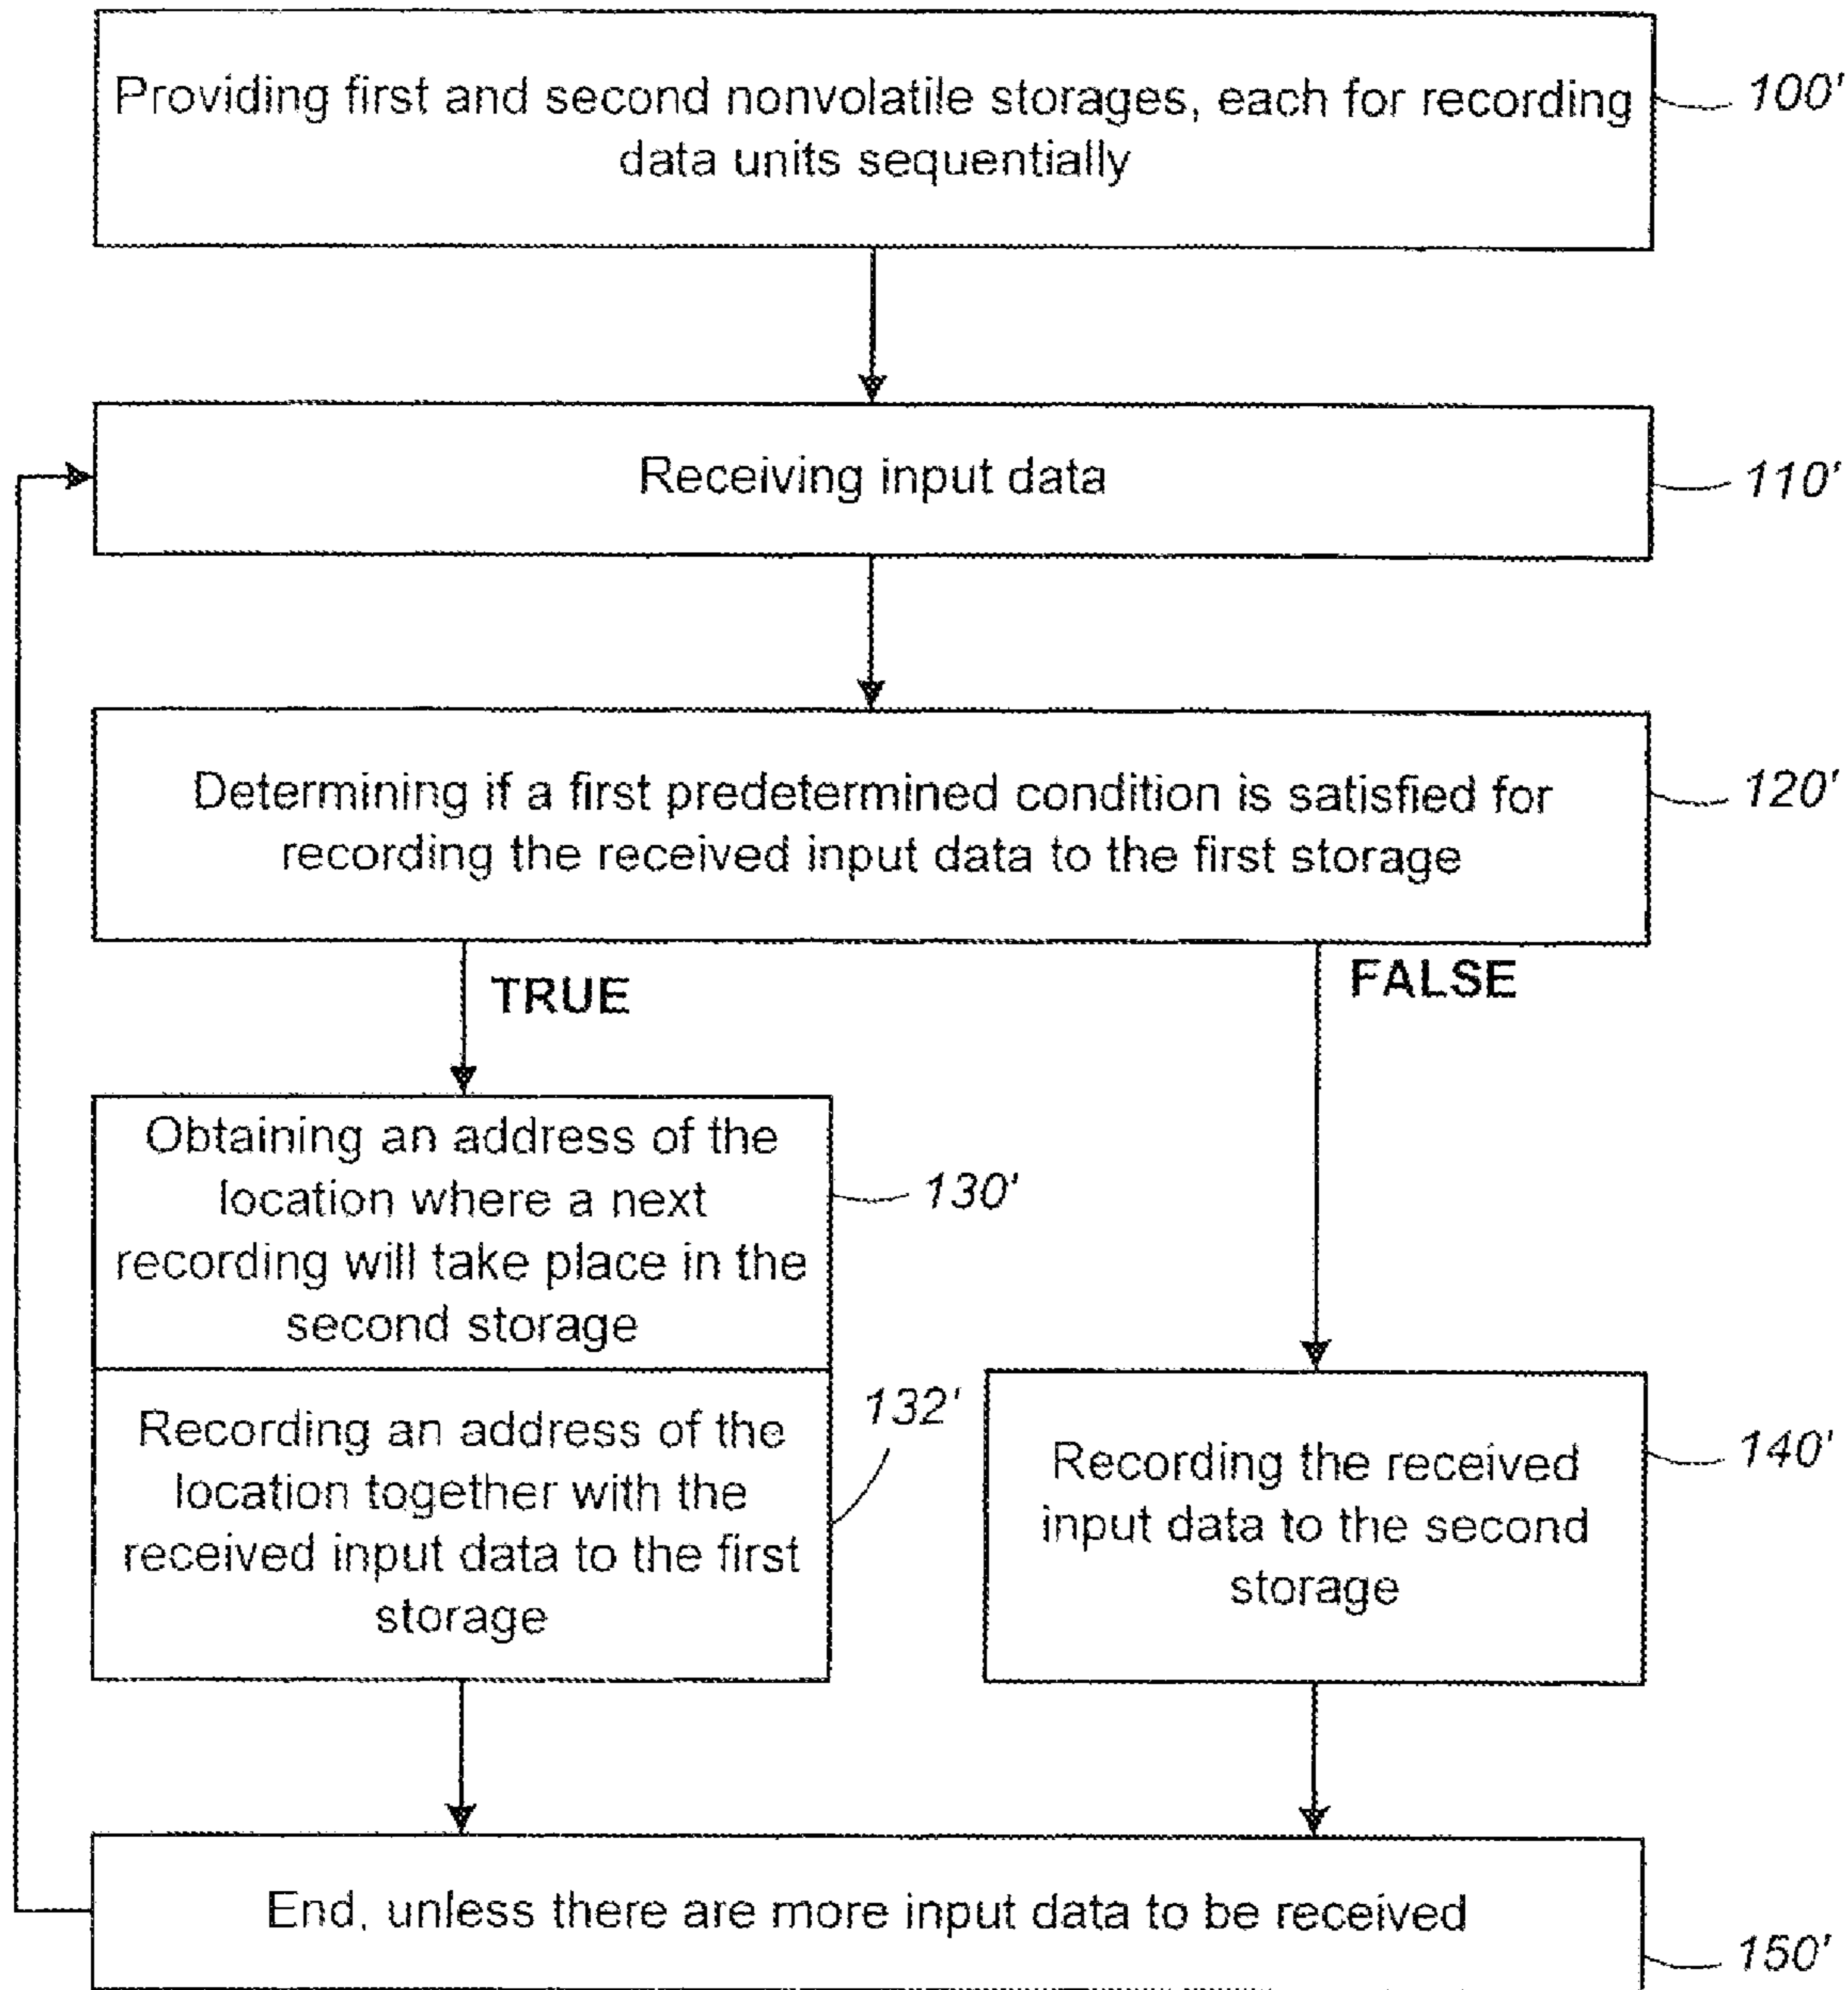 Providing first and second nonvolatile storages, each for recording
data units sequentially
100'
Receiving input data
110'
Determining if a first predetermined condition is satisfied for
recording the received input data to the first storage
120'
TRUE
FALSE
Obtaining an address of the
location where a next
recording will take place in the
second storage
130'
Recording an address of the
location together with the
received input data to the first
storage
132'
Recording the received
input data to the second
storage
140'
End, unless there are more input data to be received
150'